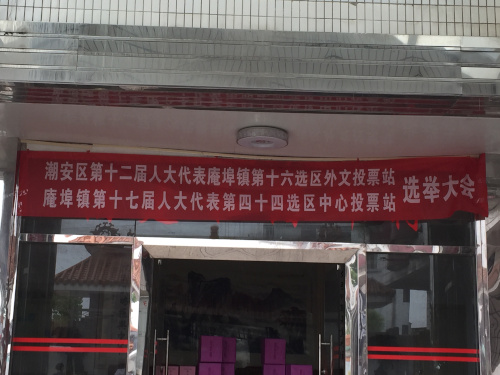 潮安区第十二届人大代表庵埠镇第十六选区外文投票站
庵埠镇第十七届人大代表第四十四选区中心投票站
选举大会